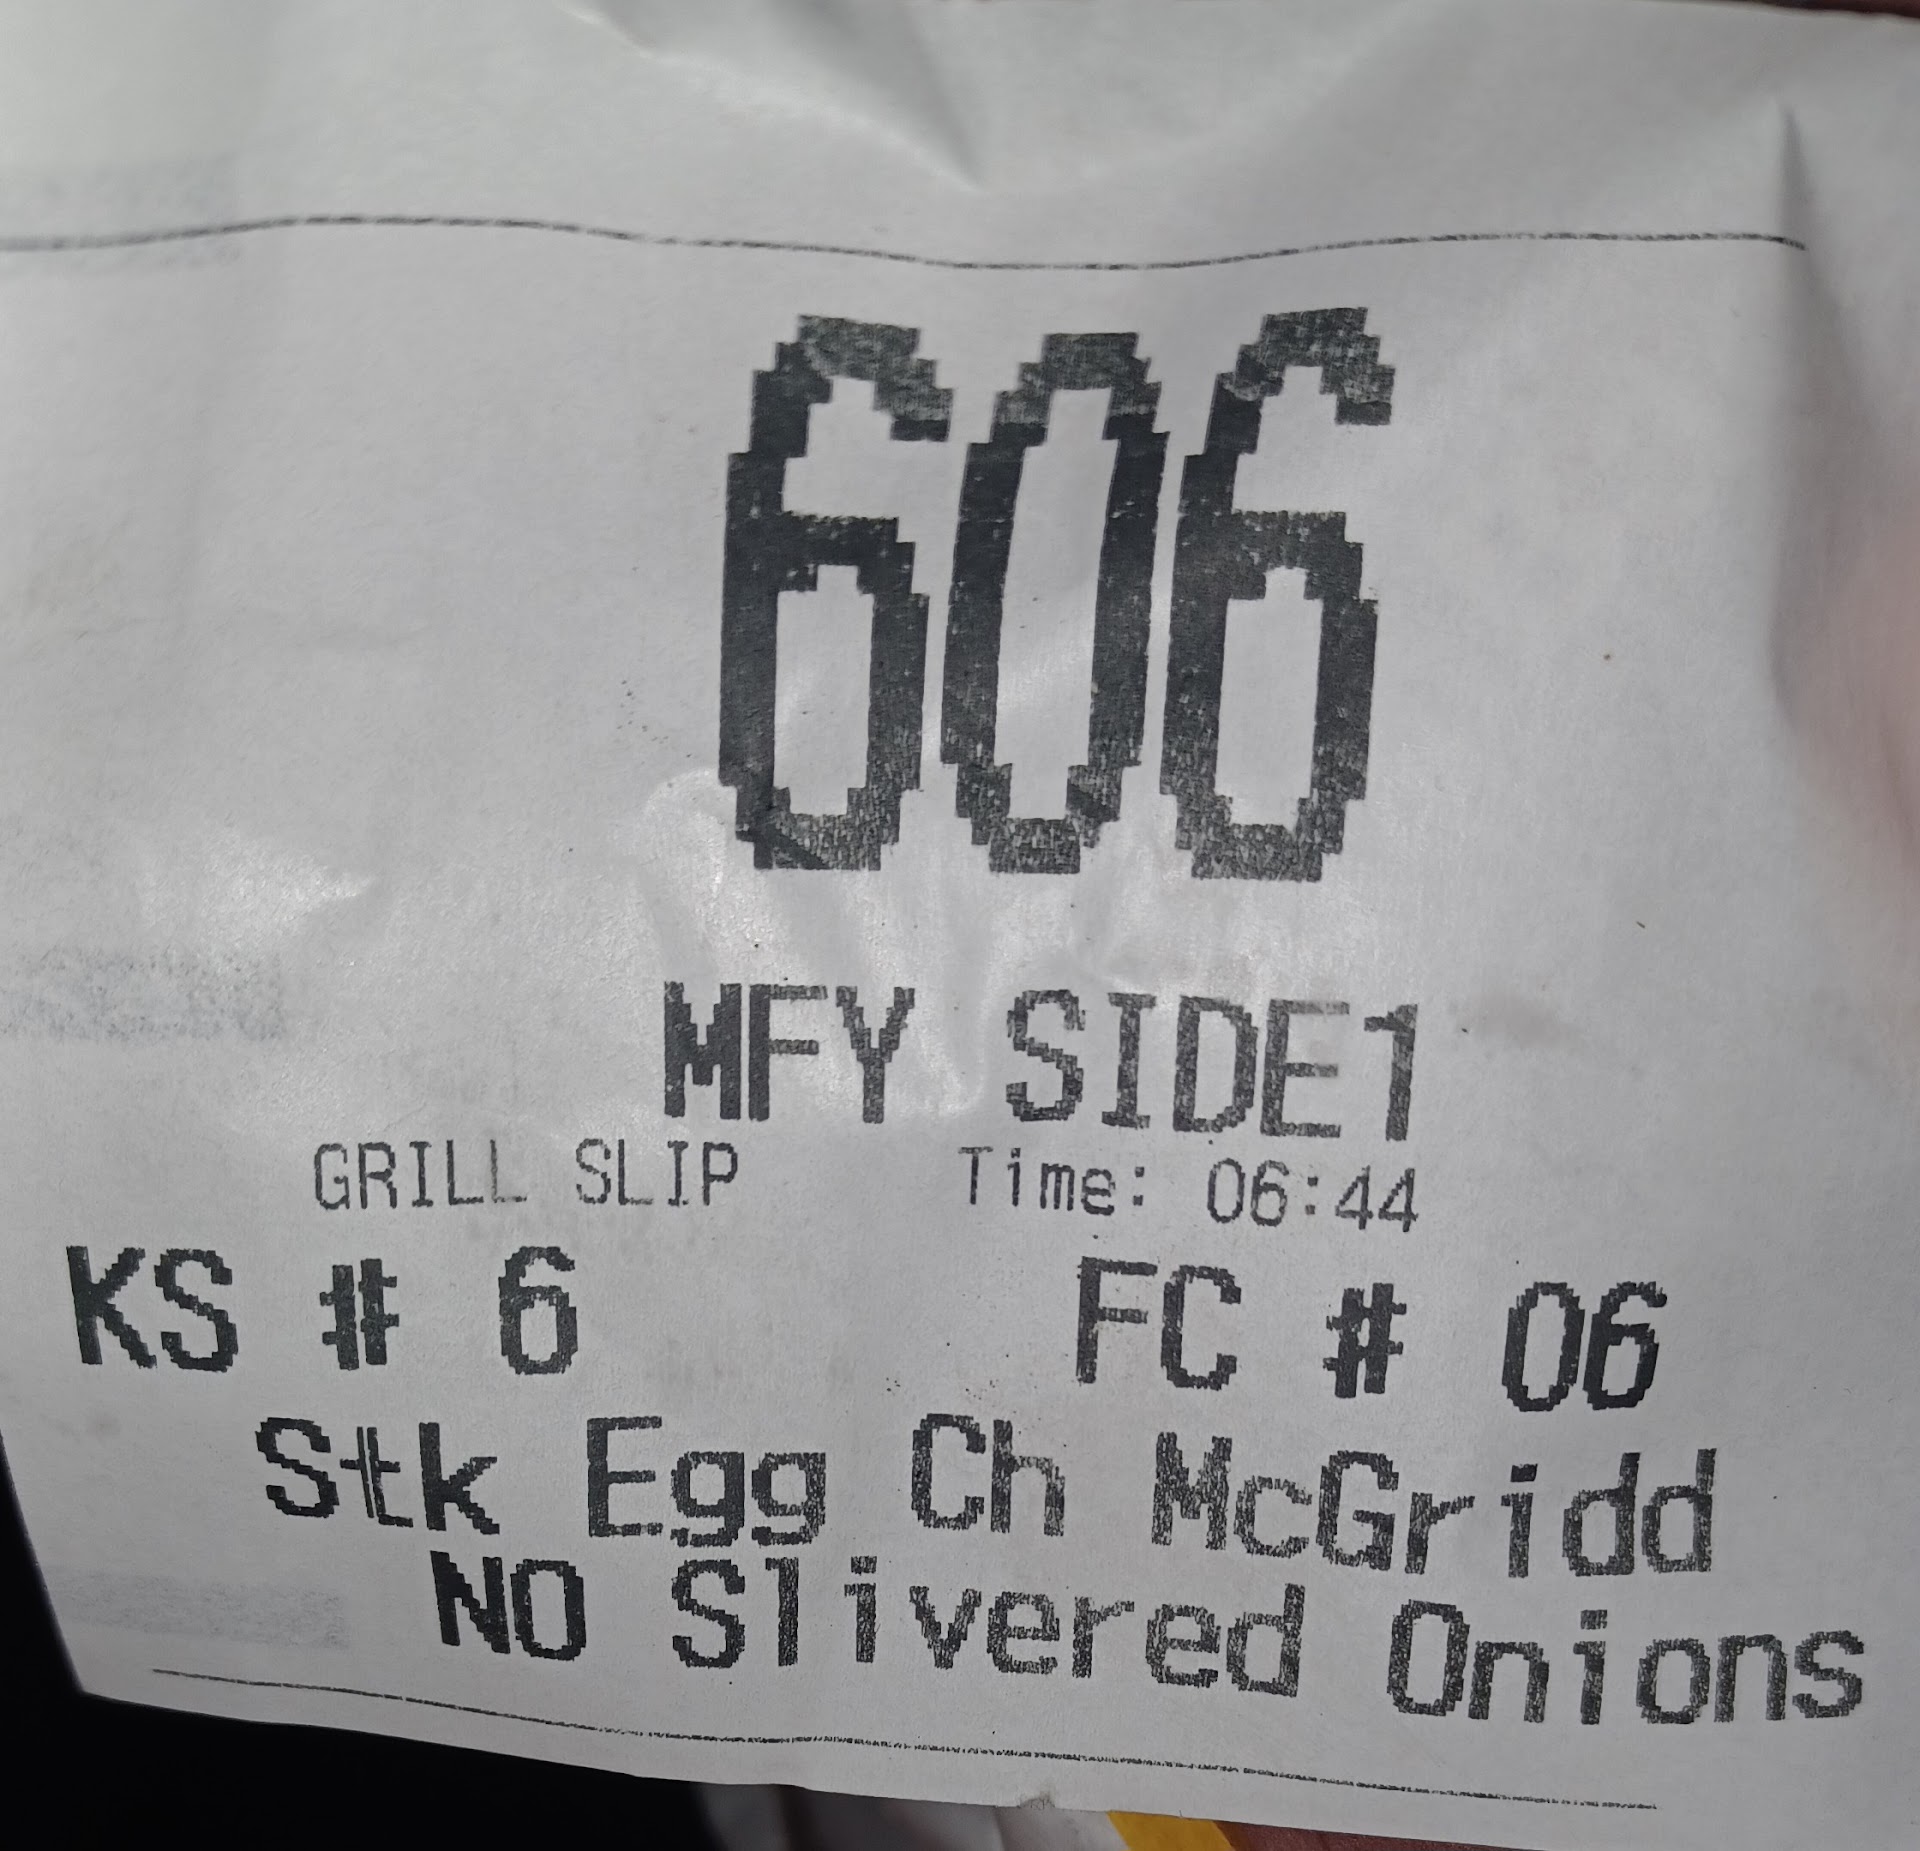 606
MFY SIDE1
GRILL SLIP Time: 06:44
KS # 6 FC # 06
Stk Egg Ch McGridd
NO Slivered Onions